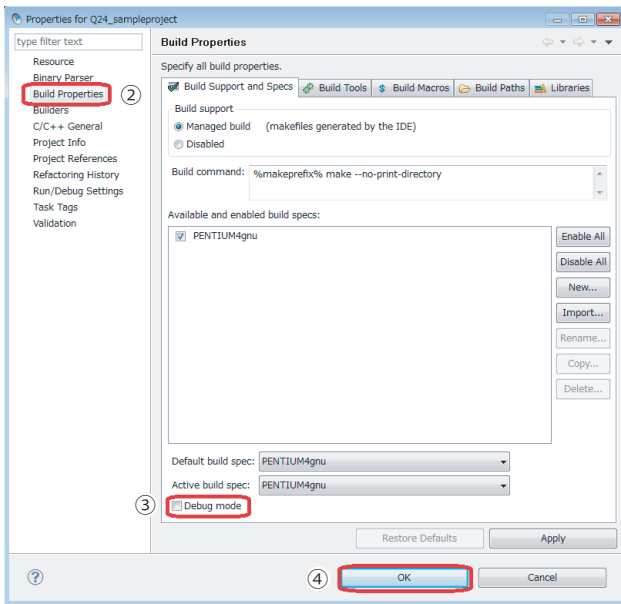 Properties for Q24_sampleproject
type filter text
Resource
Binary Parser
Build Properties ②
Builders
C/C++ General
Project Info
Project References
Refactoring History
Run/Debug Settings
Task Tags
Validation
Build Properties
Specify all build properties.
Build Support and Specs Build Tools $ Build Macros Build Paths Libraries
Build support
Managed build (makefiles generated by the IDE)
Disabled
Build command: %makeprefix% make --no-print-directory
Available and enabled build specs:
PENTIUM4gnu
Enable All
Disable All
New...
Import...
Rename...
Copy...
Delete...
Default build spec: PENTIUM4gnu
Active build spec: PENTIUM4gnu
③ Debug mode
Restore Defaults Apply
? ④ OK Cancel